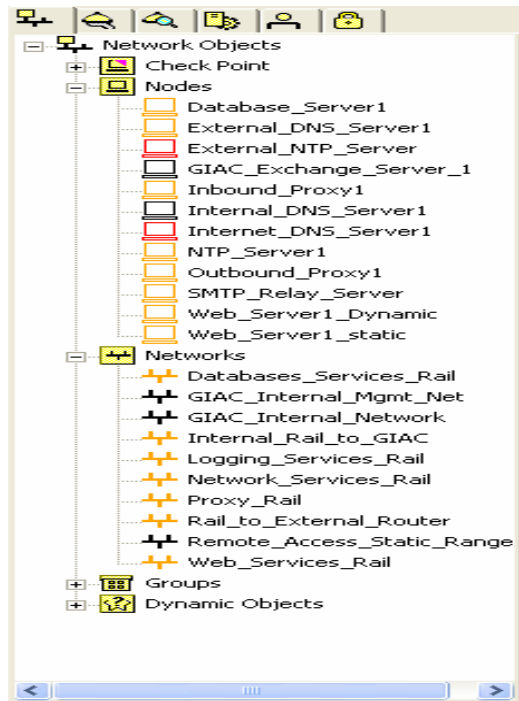 Network Objects
Check Point
Nodes
Database_Server1
External_DNS_Server1
External_NTP_Server
GIAC_Exchange_Server_1
Inbound_Proxy1
Internal_DNS_Server1
Internet_DNS_Server1
NTP_Server1
Outbound_Proxy1
SMTP_Relay_Server
Web_Server1_Dynamic
Web_Server1_static
Networks
Databases_Services_Rail
GIAC_Internal_Mgmt_Net
GIAC_Internal_Network
Internal_Rail_to_GIAC
Logging_Services_Rail
Network_Services_Rail
Proxy_Rail
Rail_to_External_Router
Remote_Access_Static_Range
Web_Services_Rail
Groups
Dynamic Objects